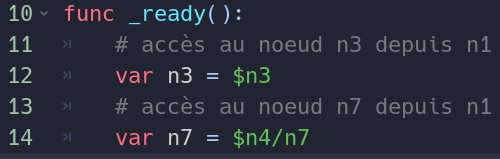 10 func _ready():
11 # accès au noeud n3 depuis n1
12 var n3 = $n3
13 # accès au noeud n7 depuis n1
14 var n7 = $n4/n7